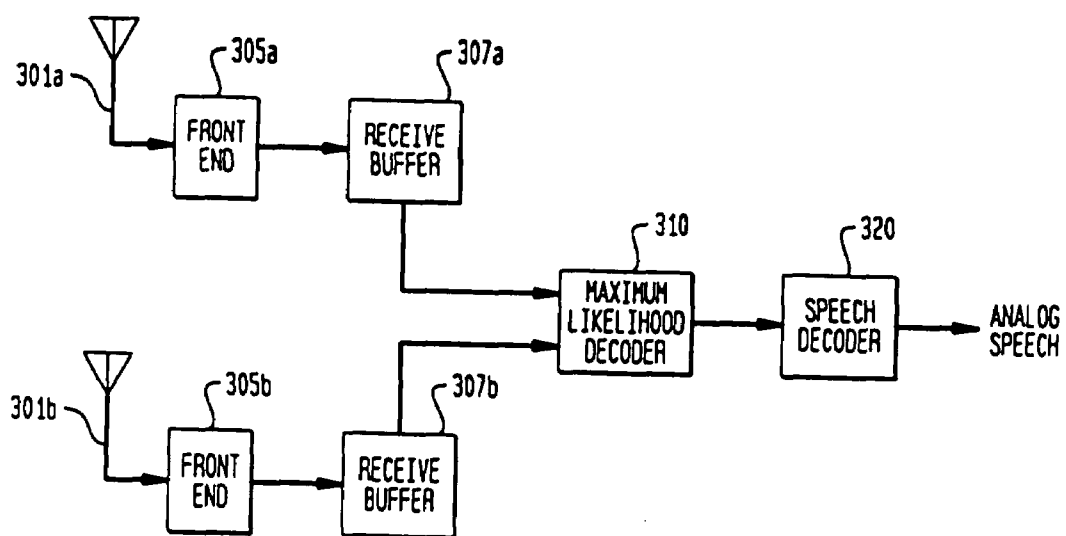 305a
307a
301a
FRONT
END
RECEIVE
BUFFER
310
320
MAXIMUM
LIKELIHOOD
DECODER
SPEECH
DECODER
ANALOG
SPEECH
305b
307b
301b
FRONT
END
RECEIVE
BUFFER